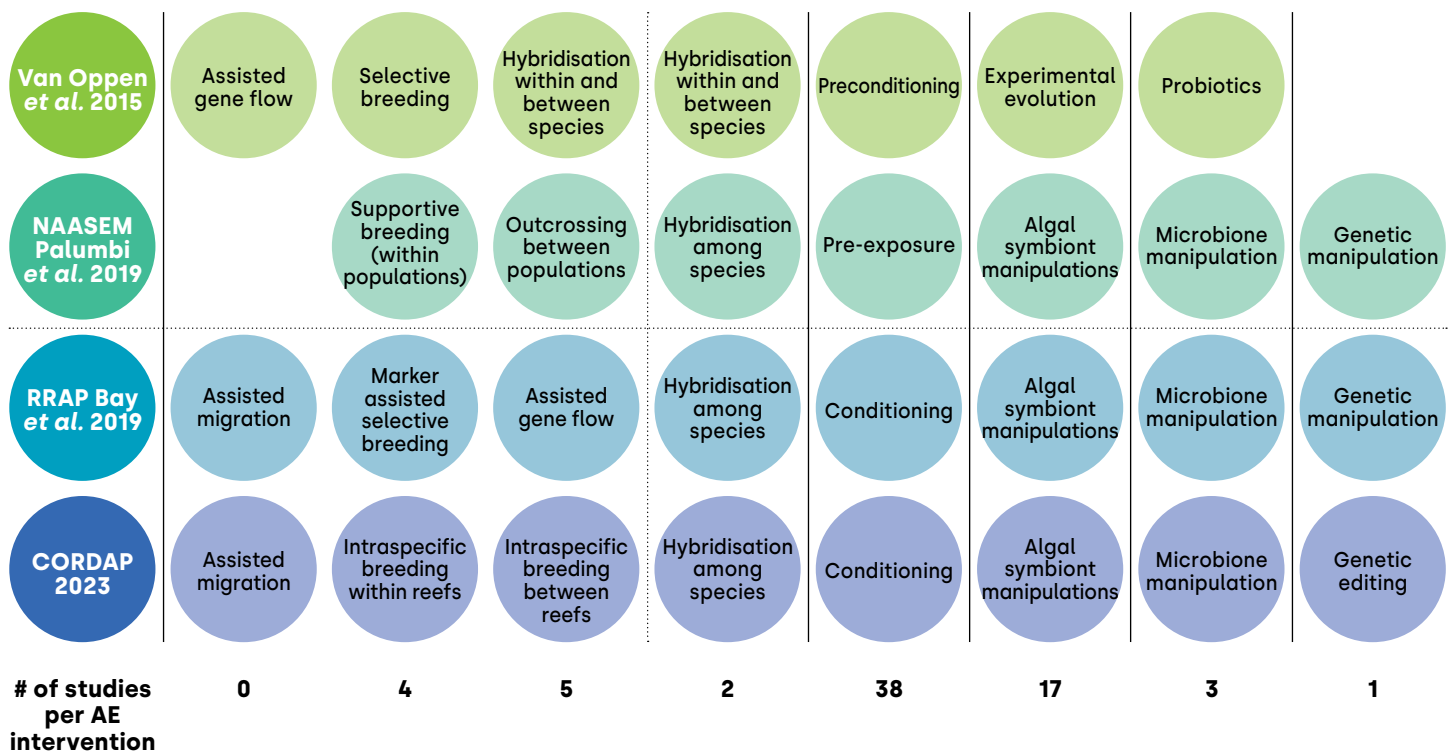 Van Oppen
et al. 2015
Assisted
gene flow
Selective
breeding
Hybridisation
within and
between
species
Hybridisation
within and
between
species
Preconditioning
Experimental
evolution
Probiotics
NAASEM
Palumbi
et al. 2019
Supportive
breeding
(within
populations)
Outcrossing
between
populations
Hybridisation
among
species
Pre-exposure
Algal
symbiont
manipulations
Microbione
manipulation
Genetic
manipulation
RRAP Bay
et al. 2019
Assisted
migration
Marker
assisted
selective
breeding
Assisted
gene flow
Hybridisation
among
species
Conditioning
Algal
symbiont
manipulations
Microbione
manipulation
Genetic
manipulation
CORDAP
2023
Assisted
migration
Intraspecific
breeding
within reefs
Intraspecific
breeding
between
reefs
Hybridisation
among
species
Conditioning
Algal
symbiont
manipulations
Microbione
manipulation
Genetic
editing
# of studies
per AE
intervention
0
4
5
2
38
17
3
1